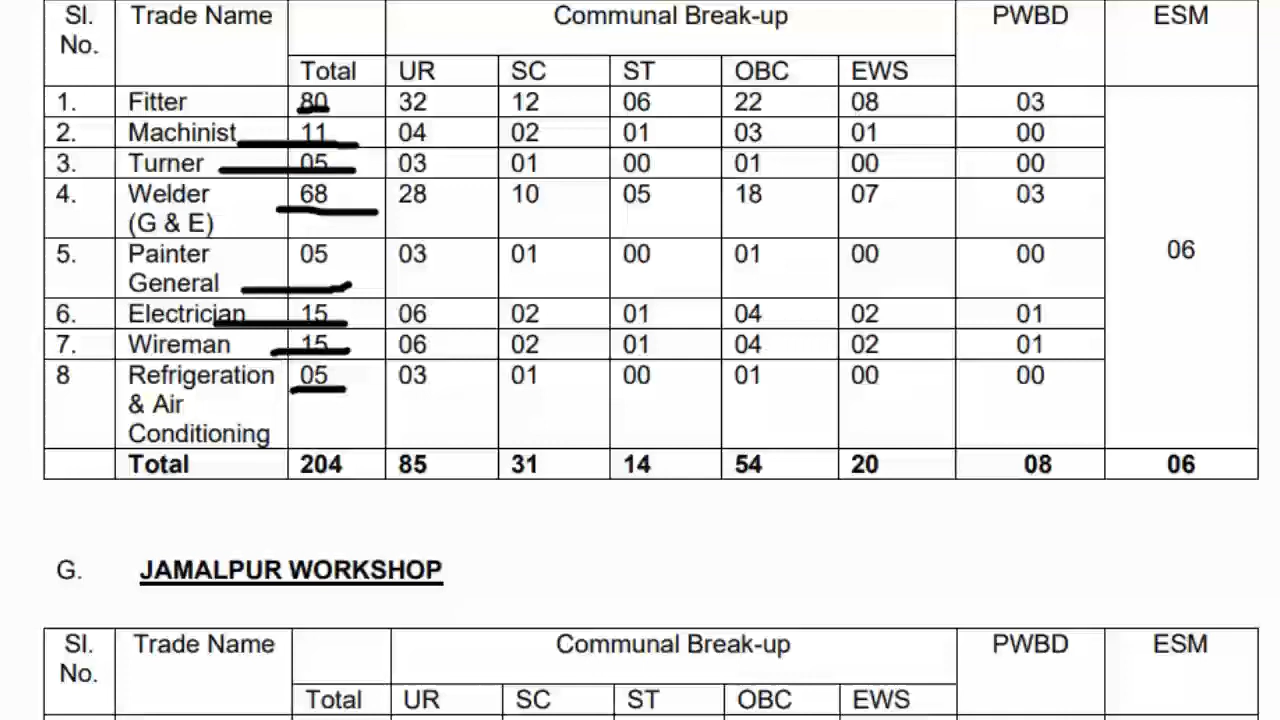 Sl. No. Trade Name Communal Break-up PWBD ESM
Total UR SC ST OBC EWS
1. Fitter 80 32 12 06 22 08 03
2. Machinist 11 04 02 01 03 01 00
3. Turner 05 03 01 00 01 00 00
4. Welder 68 28 10 05 18 07 03
(G & E)
5. Painter 05 03 01 00 01 00 00 06
General
6. Electrician 15 06 02 01 04 02 01
7. Wireman 15 06 02 01 04 02 01
8 Refrigeration 05 03 01 00 01 00 00
& Air
Conditioning
Total 204 85 31 14 54 20 08 06
G. JAMALPUR WORKSHOP
Sl. No. Trade Name Communal Break-up PWBD ESM
Total UR SC ST OBC EWS